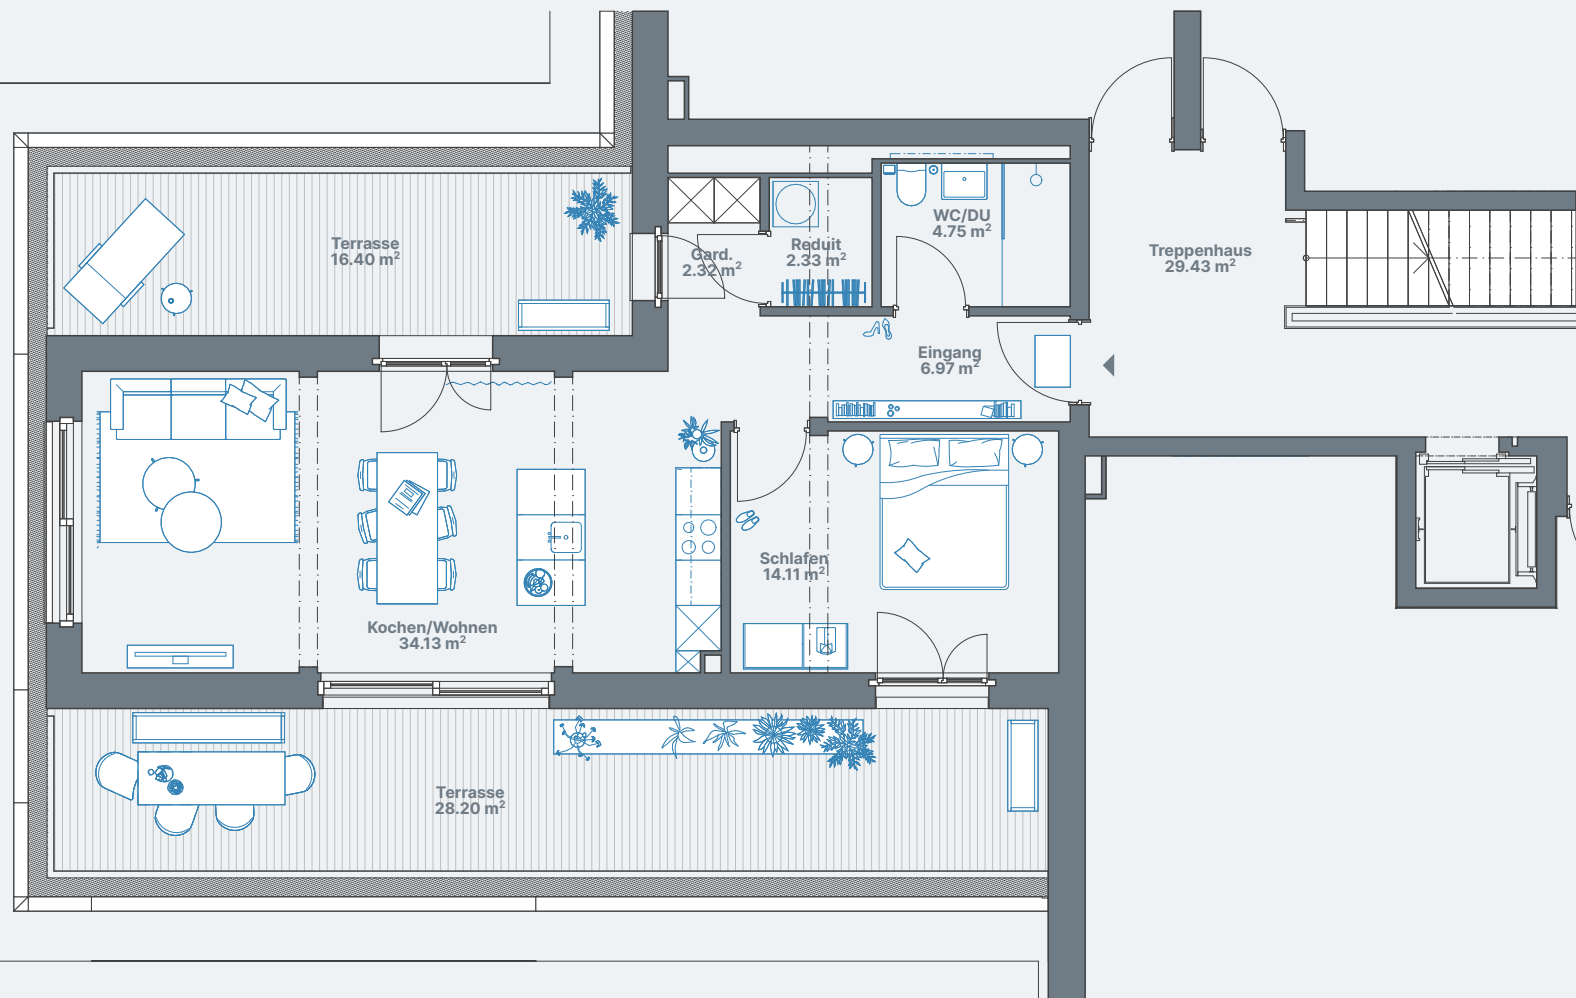 Terrasse
16.40 m²
Gard.
2.32 m²
Reduit
2.33 m²
WC/DU
4.75 m²
Treppenhaus
29.43 m²
Eingang
6.97 m²
Schlafen
14.11 m²
Kochen/Wohnen
34.13 m²
Terrasse
28.20 m²